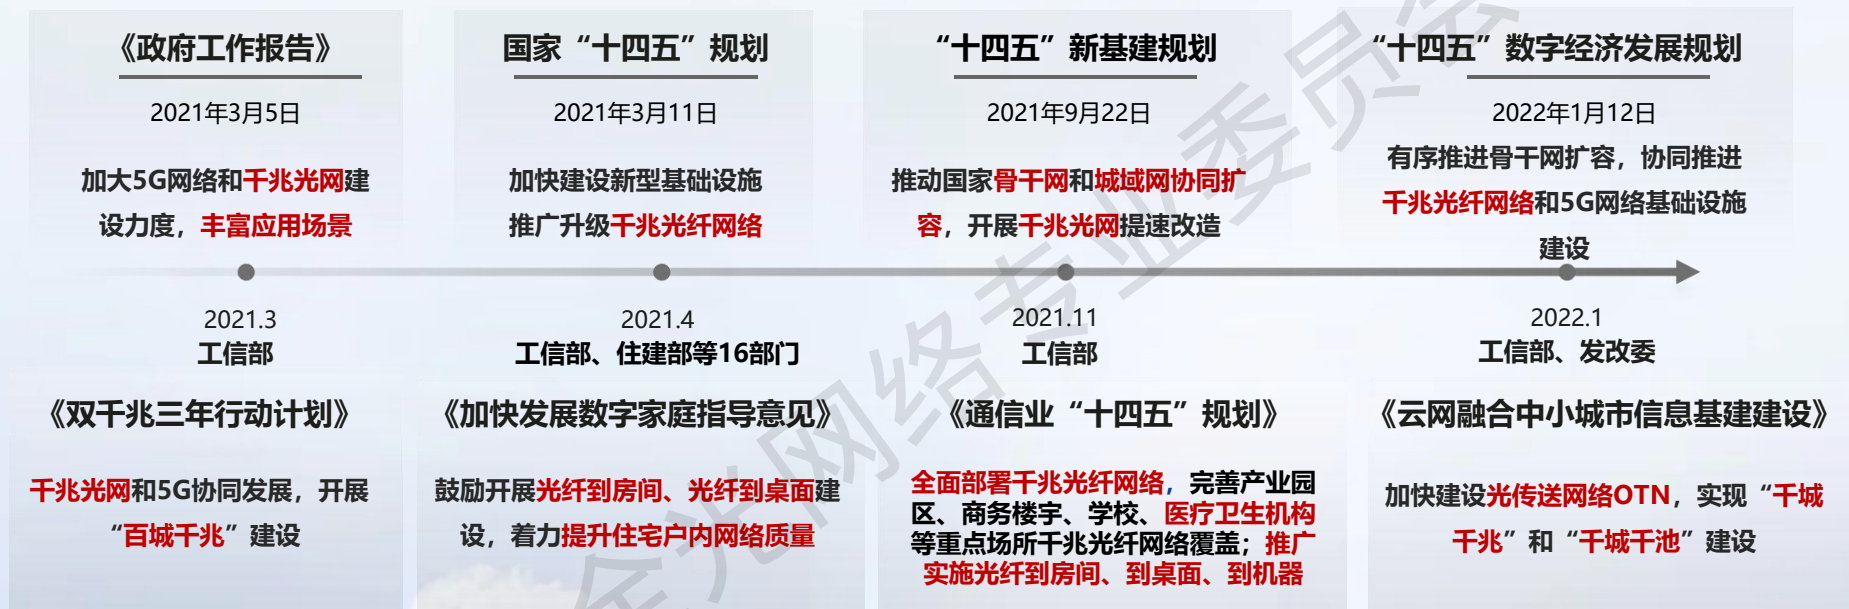 《政府工作报告》
2021年3月5日
加大5G网络和千兆光网建
设力度，丰富应用场景
国家“十四五”规划
2021年3月11日
加快建设新型基础设施
推广升级千兆光纤网络
“十四五”新基建规划
2021年9月22日
推动国家骨干网和城域网协同扩
容，开展千兆光网提速改造
“十四五”数字经济发展规划
2022年1月12日
有序推进骨干网扩容，协同推进
千兆光纤网络和5G网络基础设施
建设
2021.3
工信部
《双千兆三年行动计划》
千兆光网和5G协同发展，开展
“百城千兆”建设
2021.4
工信部、住建部等16部门
《加快发展数字家庭指导意见》
鼓励开展光纤到房间、光纤到桌面建
设，着力提升住宅户内网络质量
2021.11
工信部
《通信业“十四五”规划》
全面部署千兆光纤网络，完善产业园
区、商务楼宇、学校、医疗卫生机构
等重点场所千兆光纤网络覆盖；推广
实施光纤到房间、到桌面、到机器
2022.1
工信部、发改委
《云网融合中小城市信息基建建设》
加快建设光传送网络OTN，实现“千城
千兆”和“千城千池”建设
全光网络专业委员会